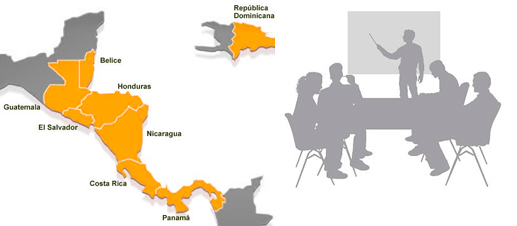 República
Dominicana
Belice
Honduras
Guatemala
El Salvador
Nicaragua
Costa Rica
Panamá